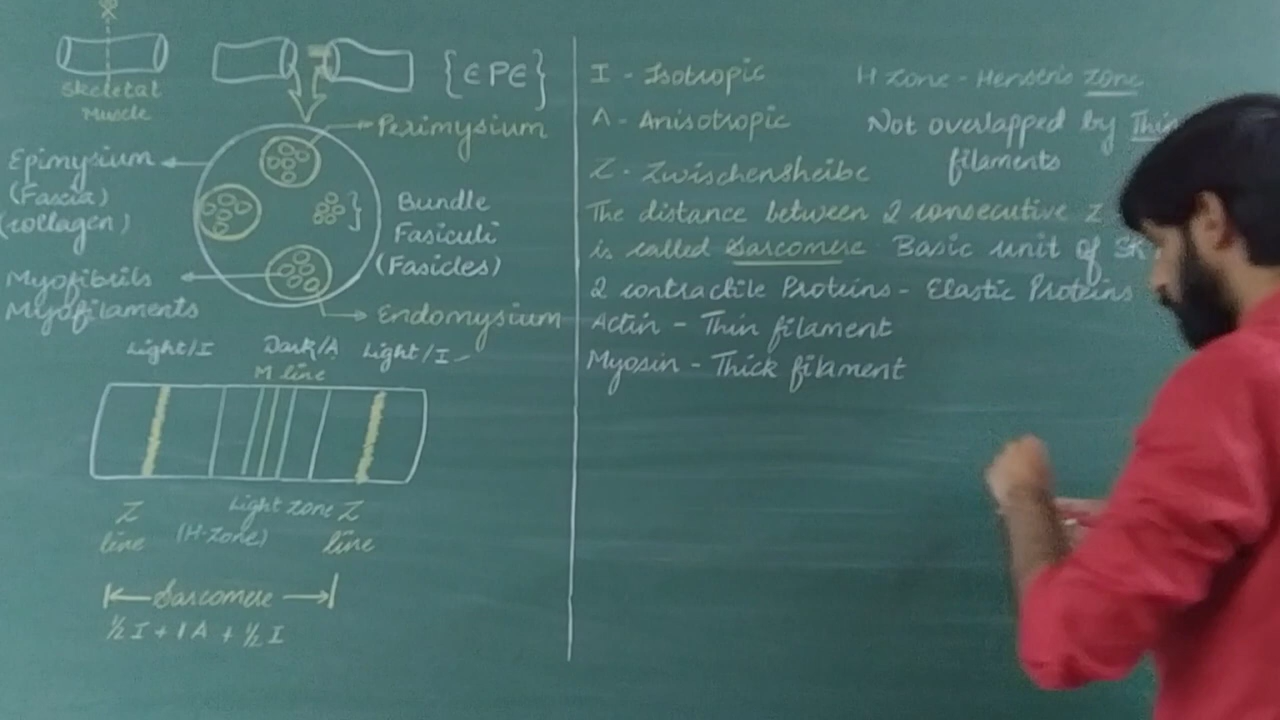 Skeletal
Muscle
{EPE}
Perimysium
Epimysium
(Fascia)
(collagen)
Bundle
Fasiculi
(Fasicles)
Myofibrils
Myofilaments
Endomysium
Light/I Dark/A Light/I
M line
Z Light zone Z
line (H-zone) line
Sarcomere
½ I + 1 A + ½ I
I - Isotropic
A - Anisotropic
Z - Zwischensheibe
The distance between 2 consecutive Z
is called Sarcomere Basic unit of Sk
2 contractile Proteins - Elastic Proteins
Actin - Thin filament
Myosin - Thick filament
H Zone - Hensen's Zone
Not overlapped by Thin
filaments